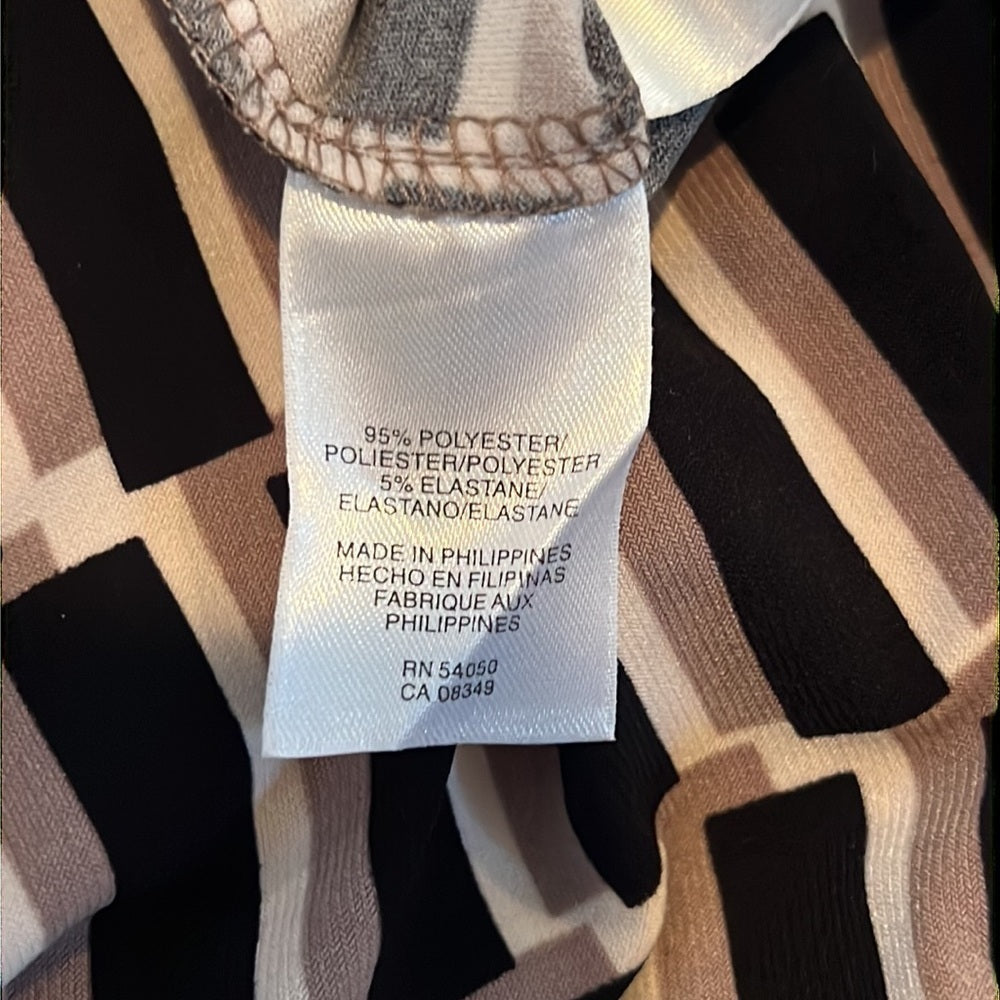 95% POLYESTER/
POLIESTER/POLYESTER
5% ELASTANE/
ELASTANO/ELASTANE
MADE IN PHILIPPINES
HECHO EN FILIPINAS
FABRIQUE AUX
PHILIPPINES
RN 54050
CA 08349